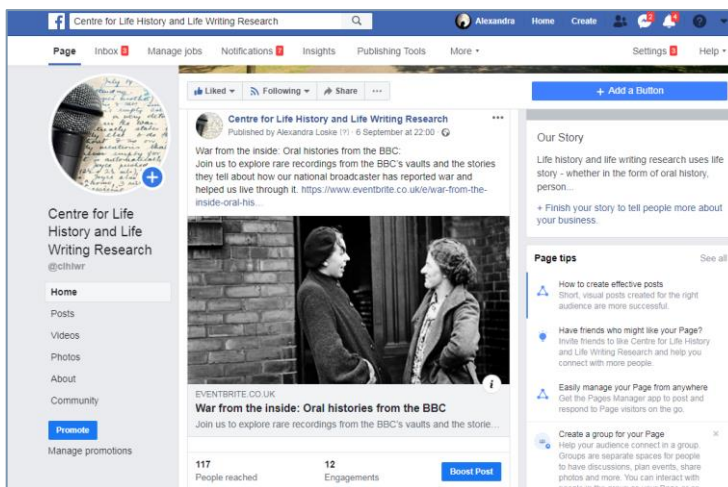 Centre for Life History and Life Writing Research
Alexandra Home Create
Page Inbox Manage jobs Notifications Insights Publishing Tools More Settings Help
Liked Following Share ...
+ Add a Button
Centre for Life
History and Life
Writing Research
@clhlwr
Home
Posts
Videos
Photos
About
Community
Promote
Manage promotions
Centre for Life History and Life Writing Research
Published by Alexandra Loske (?) · 6 September at 22:00 ·
War from the inside: Oral histories from the BBC:
Join us to explore rare recordings from the BBC's vaults and the stories
they tell about how our national broadcaster has reported war and
helped us live through it. https://www.eventbrite.co.uk/e/war-from-the-
inside-oral-his...
EVENTBRITE.CO.UK
War from the inside: Oral histories from the BBC
Join us to explore rare recordings from the BBC's vaults and the storie...
117
People reached
12
Engagements
Boost Post
Our Story
Life history and life writing research uses life
story - whether in the form of oral history,
person...
+ Finish your story to tell people more about
your business.
Page tips See all
How to create effective posts
Short, visual posts created for the right
audience are more successful.
Have friends who might like your Page?
Invite friends to like Centre for Life History
and Life Writing Research and help you
connect with more people.
Easily manage your Page from anywhere
Get the Pages Manager app to post and
respond to Page visitors on the go.
Create a group for your Page
Help your audience connect in a group.
Groups are separate spaces for people
to have discussions, plan events, share
photos and more. You can interact with